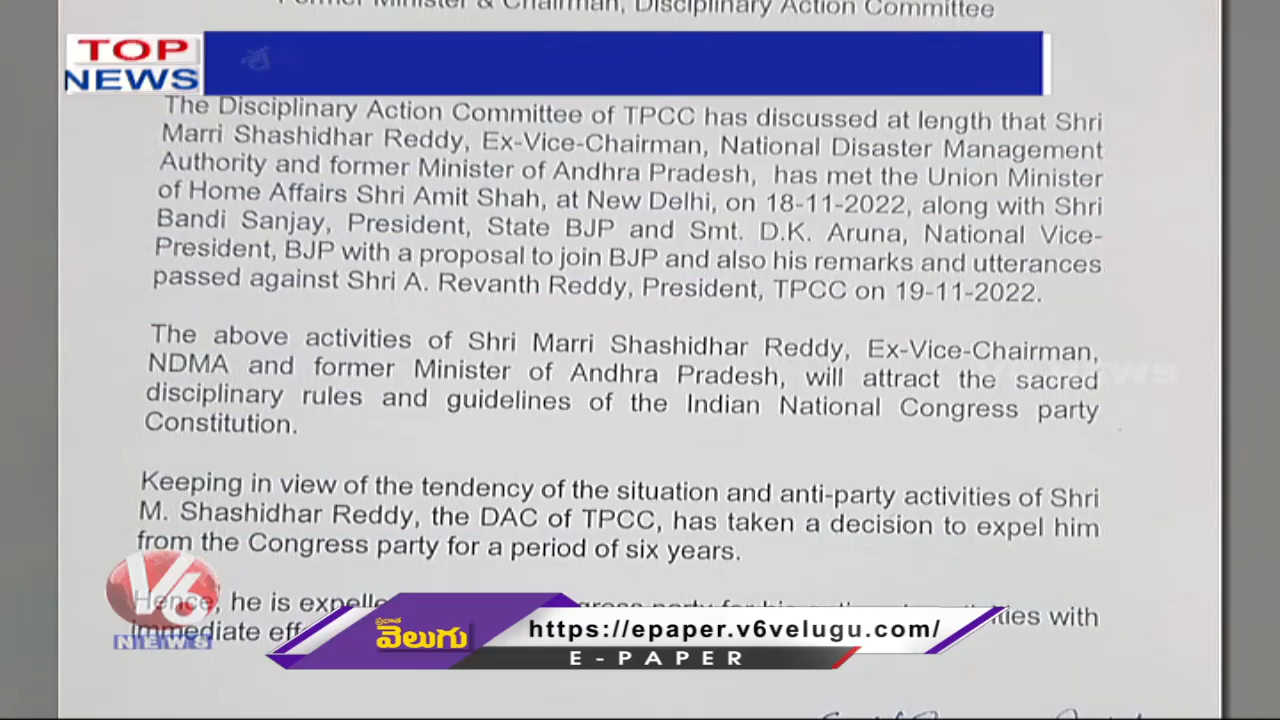 Former Minister & Chairman, Disciplinary Action Committee
TOP
NEWS
The Disciplinary Action Committee of TPCC has discussed at length that Shri
Marri Shashidhar Reddy, Ex-Vice-Chairman, National Disaster Management
Authority and former Minister of Andhra Pradesh, has met the Union Minister
of Home Affairs Shri Amit Shah, at New Delhi, on 18-11-2022, along with Shri
Bandi Sanjay, President, State BJP and Smt. D.K. Aruna, National Vice-
President, BJP with a proposal to join BJP and also his remarks and utterances
passed against Shri A. Revanth Reddy, President, TPCC on 19-11-2022.
The above activities of Shri Marri Shashidhar Reddy, Ex-Vice-Chairman,
NDMA and former Minister of Andhra Pradesh, will attract the sacred
disciplinary rules and guidelines of the Indian National Congress party
Constitution.
Keeping in view of the tendency of the situation and anti-party activities of Shri
M. Shashidhar Reddy, the DAC of TPCC, has taken a decision to expel him
from the Congress party for a period of six years.
Hence, he is
with
immediate
V6
NEWS
వెలుగు
https://epaper.v6velugu.com/
E-PAPER